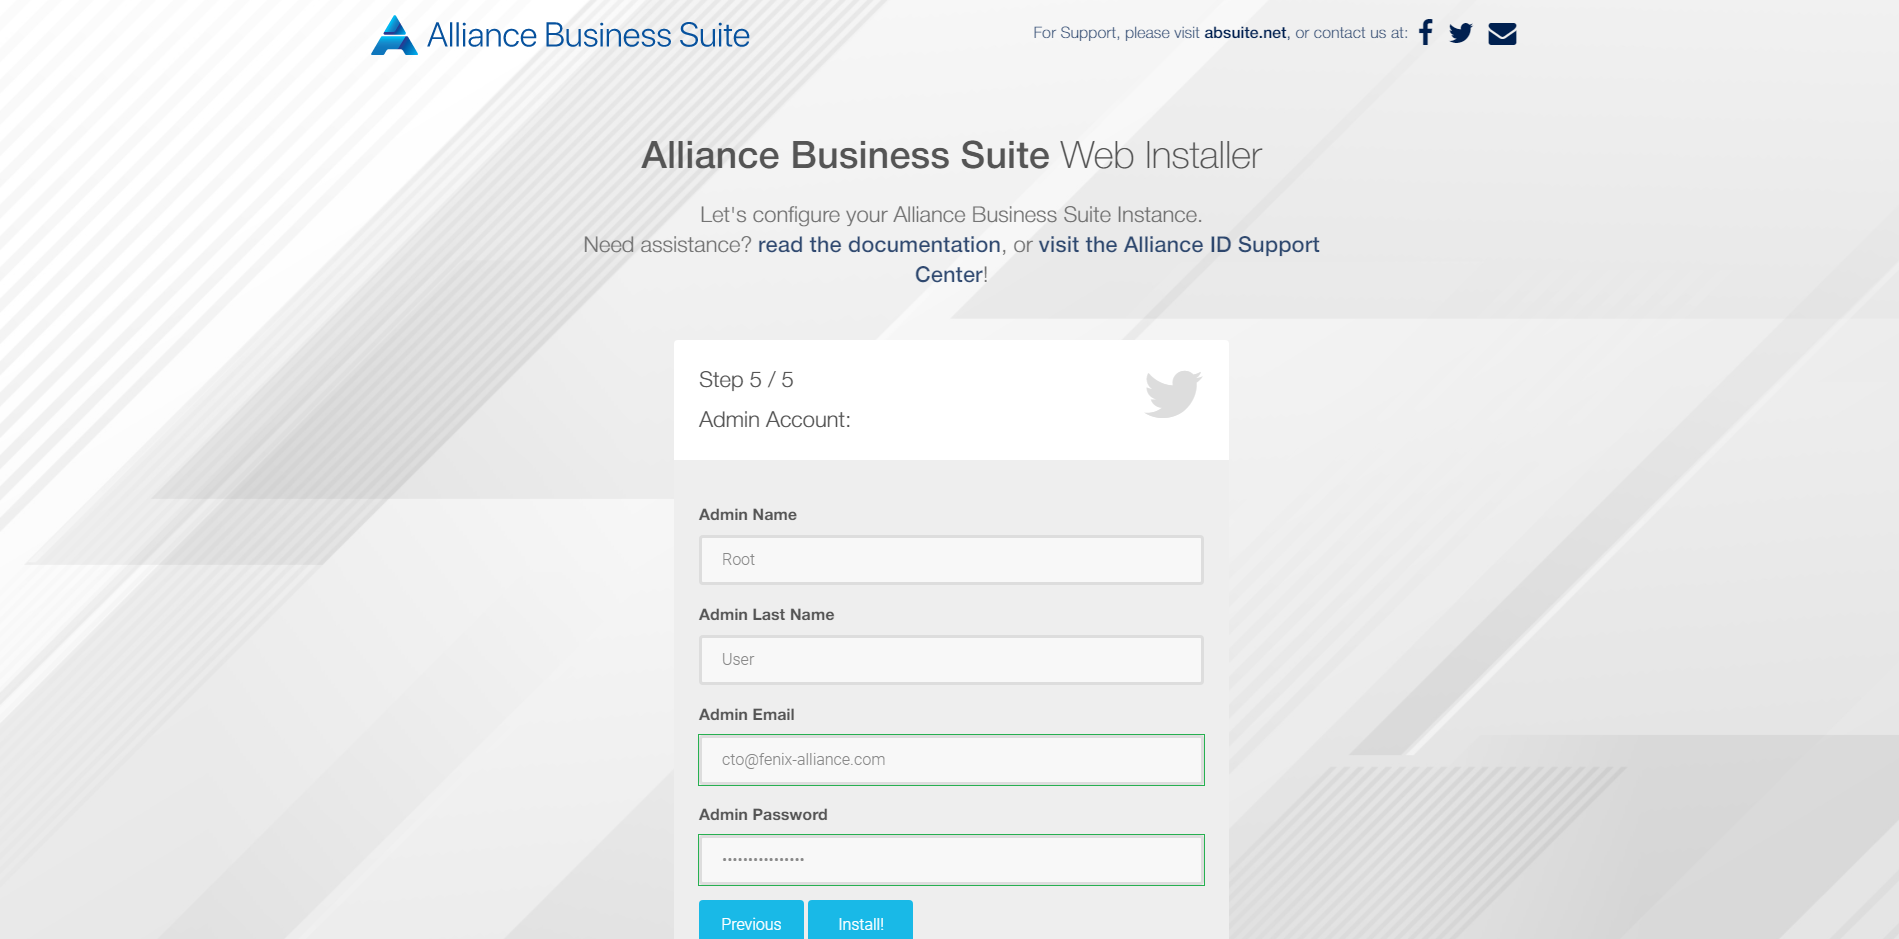 Alliance Business Suite
For Support, please visit absuite.net, or contact us at:
Alliance Business Suite Web Installer
Let's configure your Alliance Business Suite Instance.
Need assistance? read the documentation, or visit the Alliance ID Support
Center!
Step 5 / 5
Admin Account:
Admin Name
Root
Admin Last Name
User
Admin Email
cto@fenix-alliance.com
Admin Password
••••••••••••••••
Previous
Install!